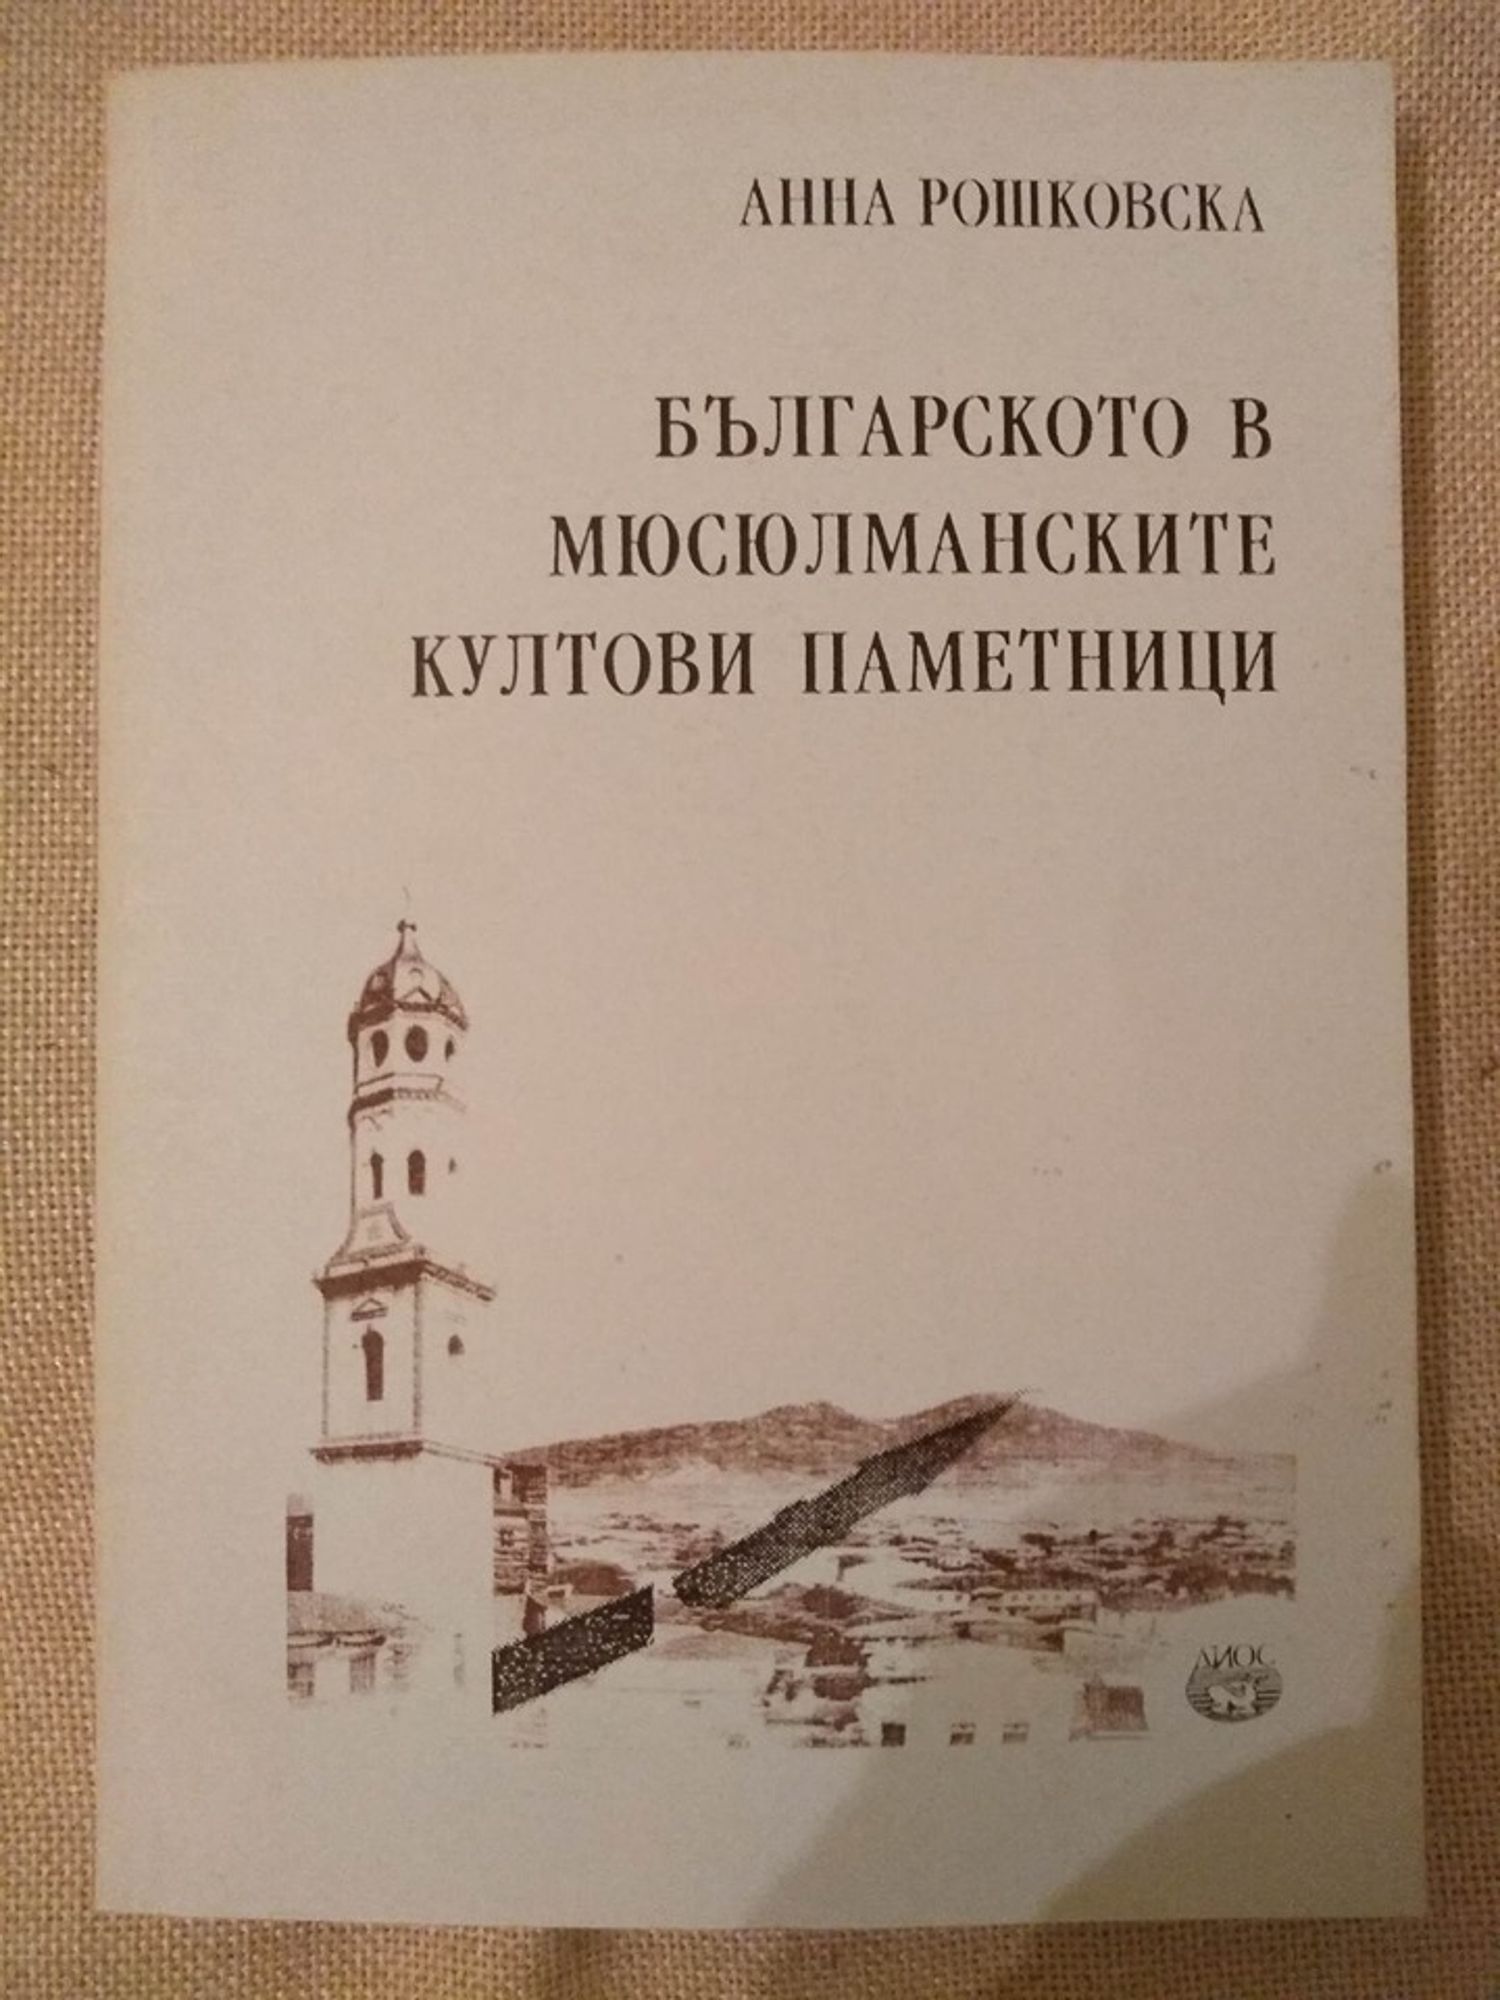 АННА РОШКОВСКА
БЪЛГАРСКОТО В
МЮСЮЛМАНСКИТЕ
КУЛТОВИ ПАМЕТНИЦИ
ЛИОС